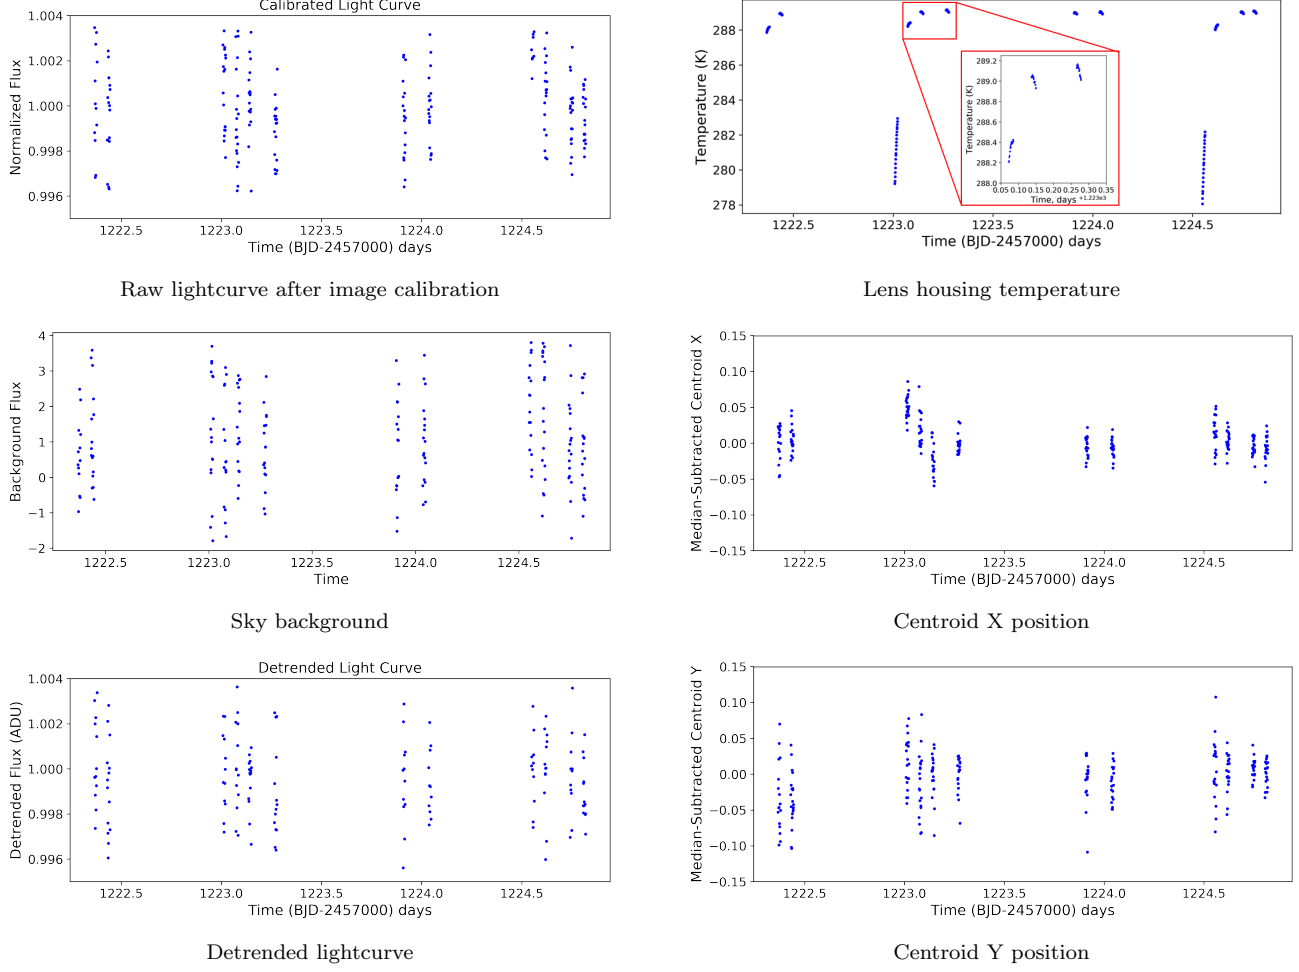 Calibrated Light Curve
1.004
1.002
1.000
0.998
0.996
Normalized Flux
1222.5 1223.0 1223.5 1224.0 1224.5
Time (BJD-2457000) days
Raw lightcurve after image calibration
288
286
284
282
280
278
Temperature (K)
289.2
289.0
288.8
288.6
288.4
288.2
288.0
Temperature (K)
0.05 0.10 0.15 0.20 0.25 0.30 0.35
Time, days +1.223e3
1222.5 1223.0 1223.5 1224.0 1224.5
Time (BJD-2457000) days
Lens housing temperature
4
3
2
1
0
−1
−2
Background Flux
1222.5 1223.0 1223.5 1224.0 1224.5
Time
Sky background
0.15
0.10
0.05
0.00
−0.05
−0.10
−0.15
Median-Subtracted Centroid X
1222.5 1223.0 1223.5 1224.0 1224.5
Time (BJD-2457000) days
Centroid X position
Detrended Light Curve
1.004
1.002
1.000
0.998
0.996
Detrended Flux (ADU)
1222.5 1223.0 1223.5 1224.0 1224.5
Time (BJD-2457000) days
Detrended lightcurve
0.15
0.10
0.05
0.00
−0.05
−0.10
−0.15
Median-Subtracted Centroid Y
1222.5 1223.0 1223.5 1224.0 1224.5
Time (BJD-2457000) days
Centroid Y position